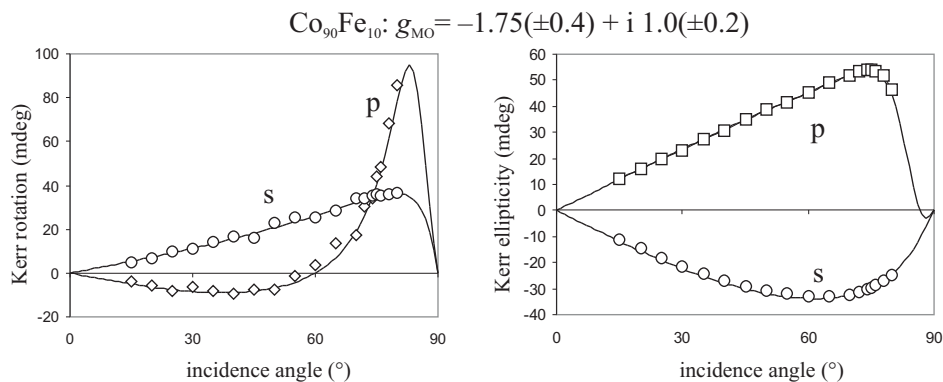 Co₉₀Fe₁₀: g_MO = –1.75(±0.4) + i 1.0(±0.2)
100
80
60
40
20
0
-20
0
30
60
90
Kerr rotation (mdeg)
incidence angle (°)
p
s
60
50
40
30
20
10
0
-10
-20
-30
-40
0
30
60
90
Kerr ellipticity (mdeg)
incidence angle (°)
p
s